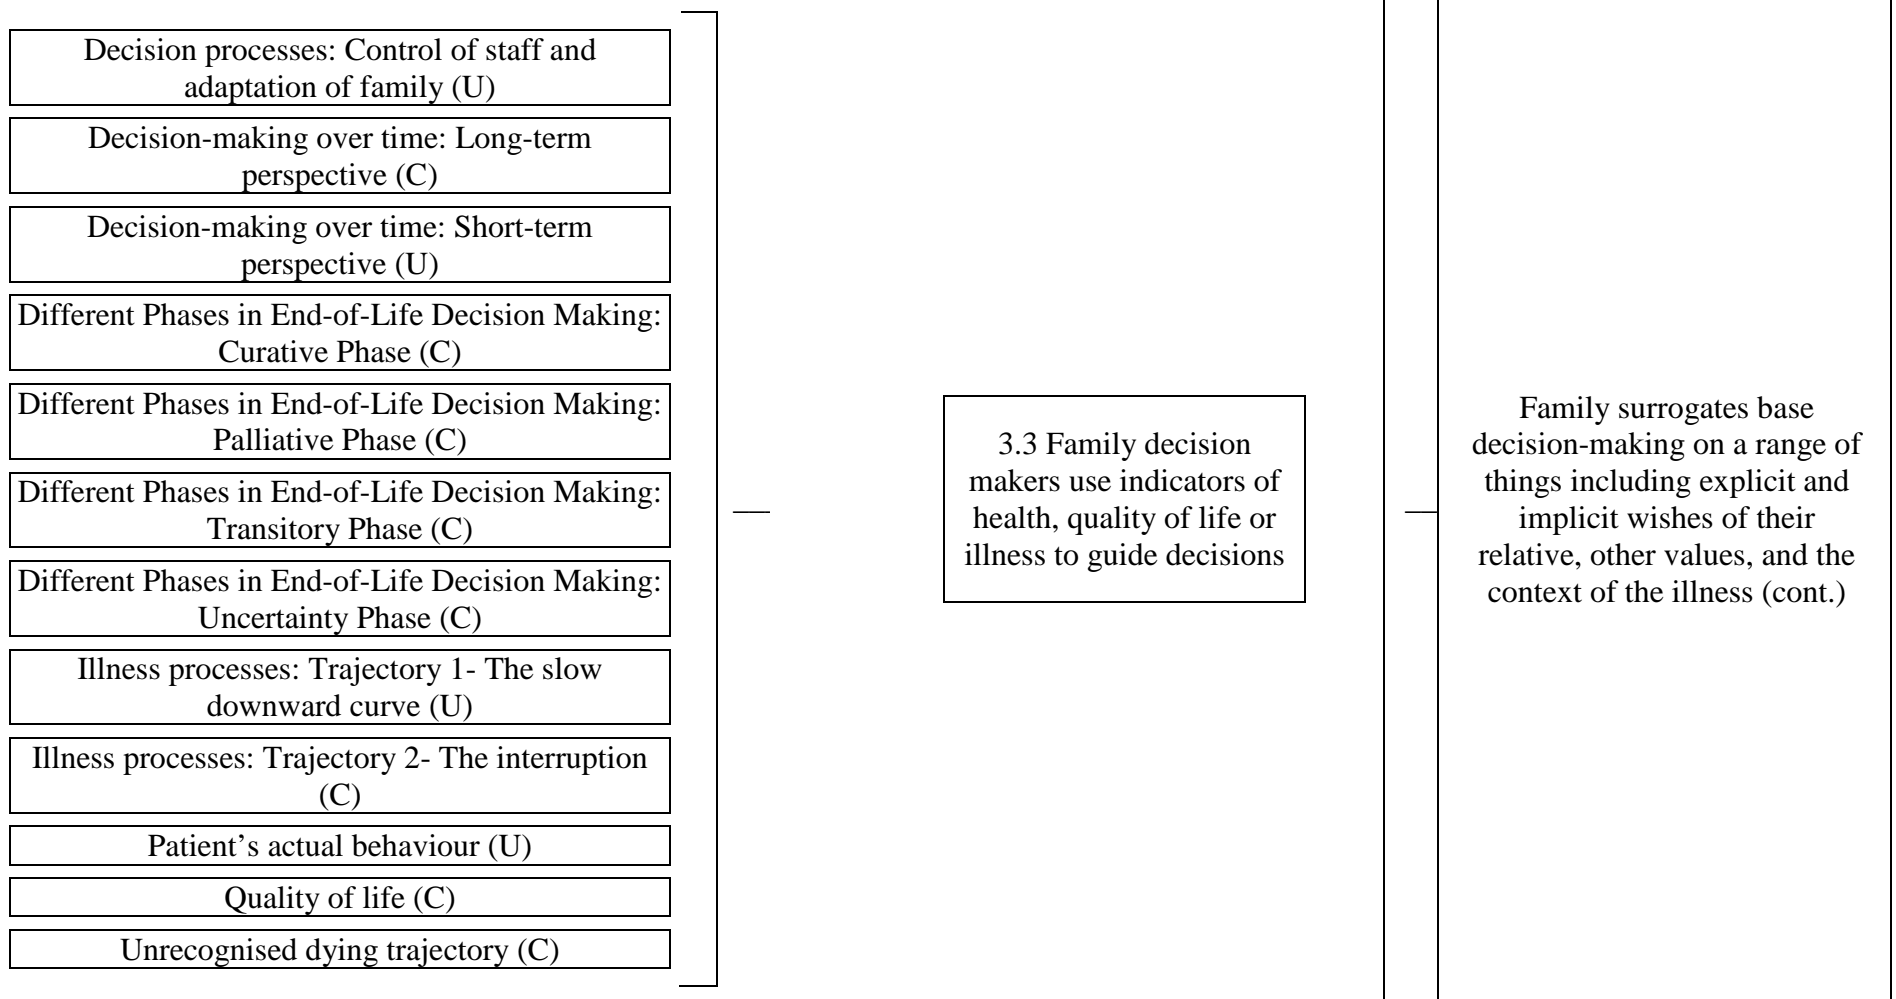 Decision processes: Control of staff and
adaptation of family (U)
Decision-making over time: Long-term
perspective (C)
Decision-making over time: Short-term
perspective (U)
Different Phases in End-of-Life Decision Making:
Curative Phase (C)
Different Phases in End-of-Life Decision Making:
Palliative Phase (C)
Different Phases in End-of-Life Decision Making:
Transitory Phase (C)
Different Phases in End-of-Life Decision Making:
Uncertainty Phase (C)
Illness processes: Trajectory 1- The slow
downward curve (U)
Illness processes: Trajectory 2- The interruption
(C)
Patient’s actual behaviour (U)
Quality of life (C)
Unrecognised dying trajectory (C)
3.3 Family decision
makers use indicators of
health, quality of life or
illness to guide decisions
Family surrogates base
decision-making on a range of
things including explicit and
implicit wishes of their
relative, other values, and the
context of the illness (cont.)